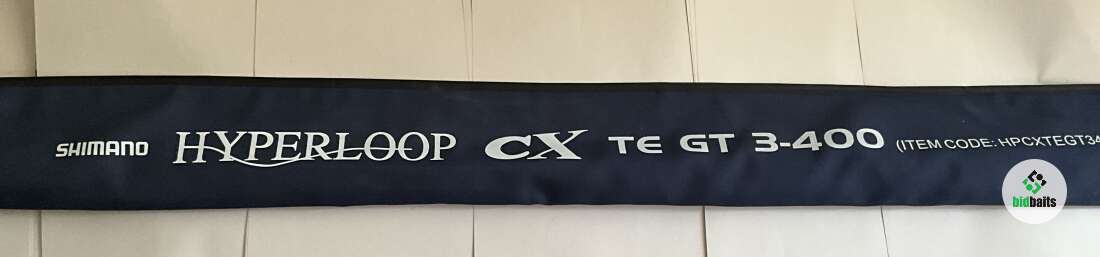 SHIMANO HYPERLOOP CX TE GT 3-400 (ITEM CODE: HPCXTEGT34
bidbaits